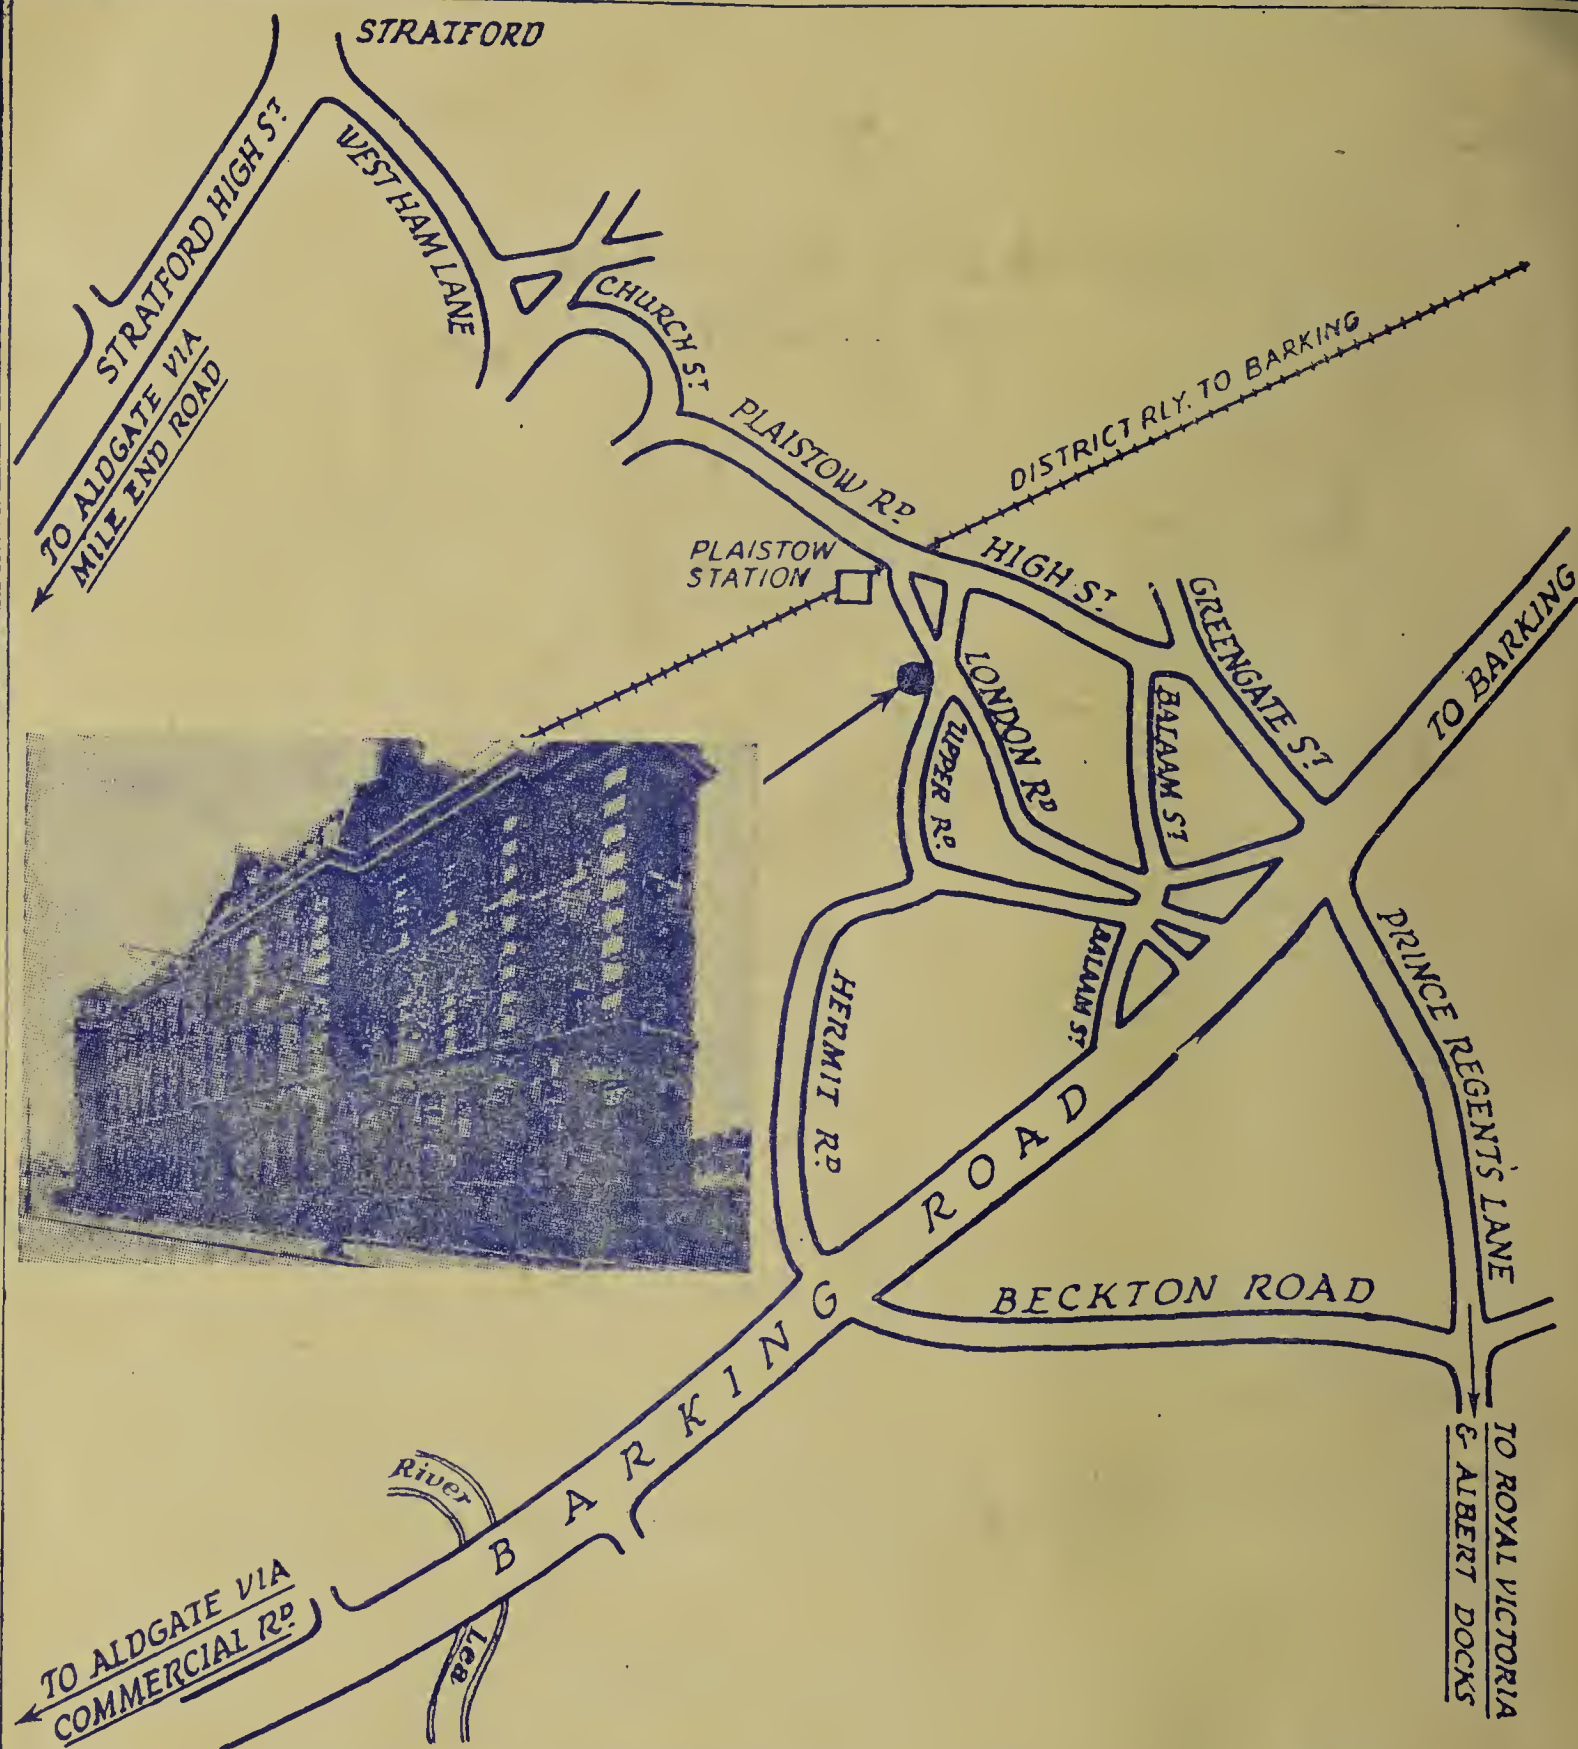 STRATFORD
STRATFORD HIGH ST
TO ALDGATE VIA
MILE END ROAD
WEST HAM LANE
CHURCH ST
PLAISTOW RD
DISTRICT RLY. TO BARKING
PLAISTOW
STATION
HIGH ST
GREENGATE ST
TO BARKING
LONDON RD
UPPER RD
BALAAM ST
BALAAM ST
HERMIT RD
PRINCE REGENT'S LANE
BARKING ROAD
BECKTON ROAD
River
Lea
TO ALDGATE VIA
COMMERCIAL RD
TO ROYAL VICTORIA
& ALBERT DOCKS